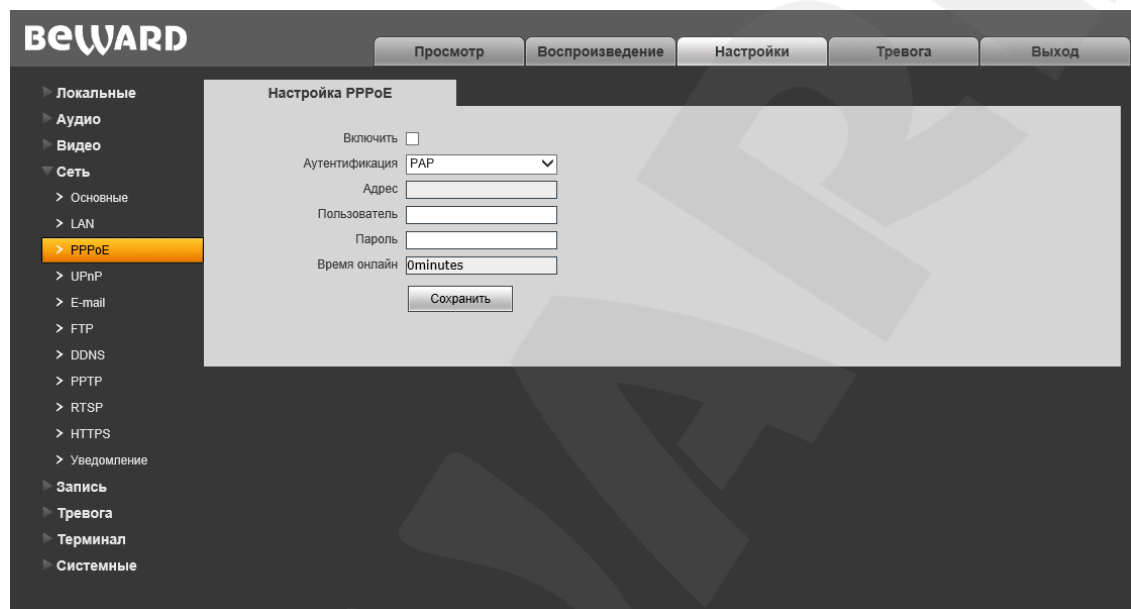 BEWARD
Просмотр Воспроизведение Настройки Тревога Выход
Локальные
Аудио
Видео
Сеть
Основные
LAN
PPPoE
UPnP
E-mail
FTP
DDNS
PPTP
RTSP
HTTPS
Уведомление
Запись
Тревога
Терминал
Системные
Настройка PPPoE
Включить
Аутентификация PAP
Адрес
Пользователь
Пароль
Время онлайн 0minutes
Сохранить